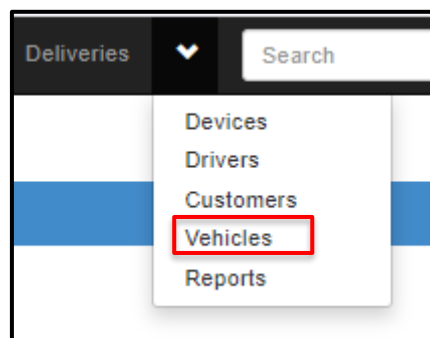 Deliveries Search
Devices
Drivers
Customers
Vehicles
Reports